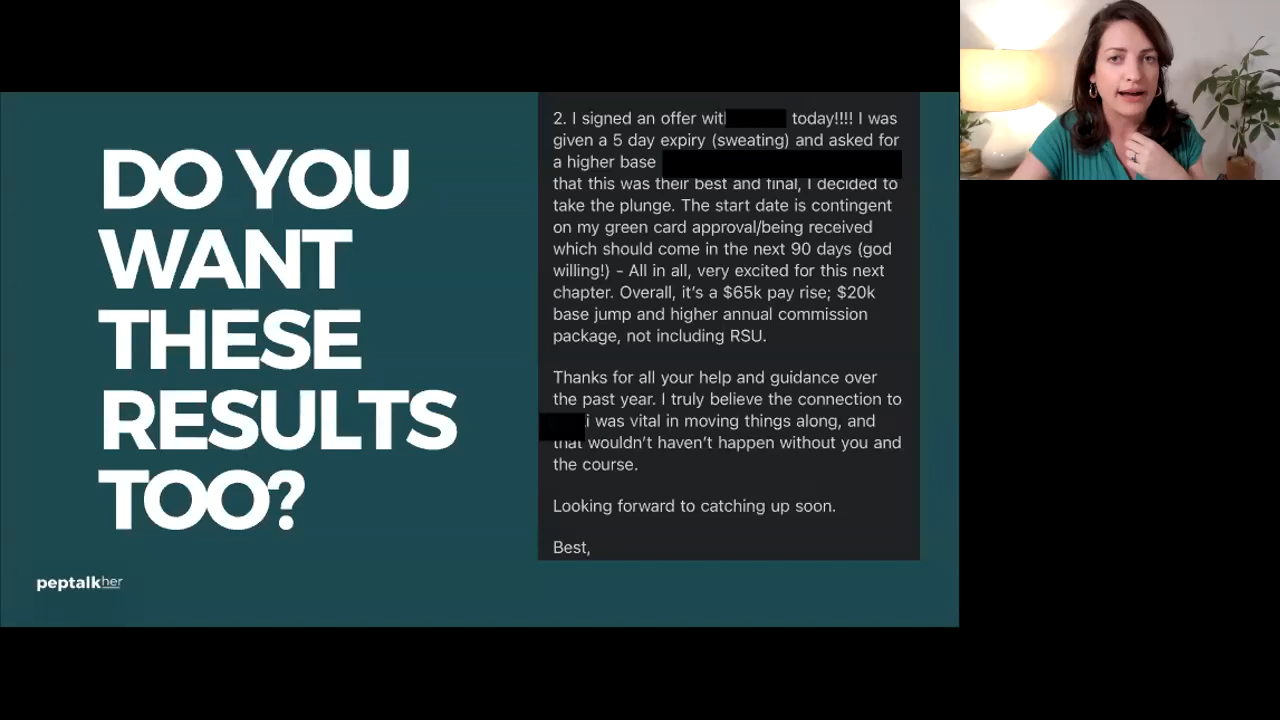 DO YOU
WANT
THESE
RESULTS
TOO?
peptalkher
2. I signed an offer with today!!!! I was
given a 5 day expiry (sweating) and asked for
a higher base
that this was their best and final, I decided to
take the plunge. The start date is contingent
on my green card approval/being received
which should come in the next 90 days (god
willing!) - All in all, very excited for this next
chapter. Overall, it's a $65k pay rise; $20k
base jump and higher annual commission
package, not including RSU.
Thanks for all your help and guidance over
the past year. I truly believe the connection to
i was vital in moving things along, and
that wouldn't haven't happen without you and
the course.
Looking forward to catching up soon.
Best,